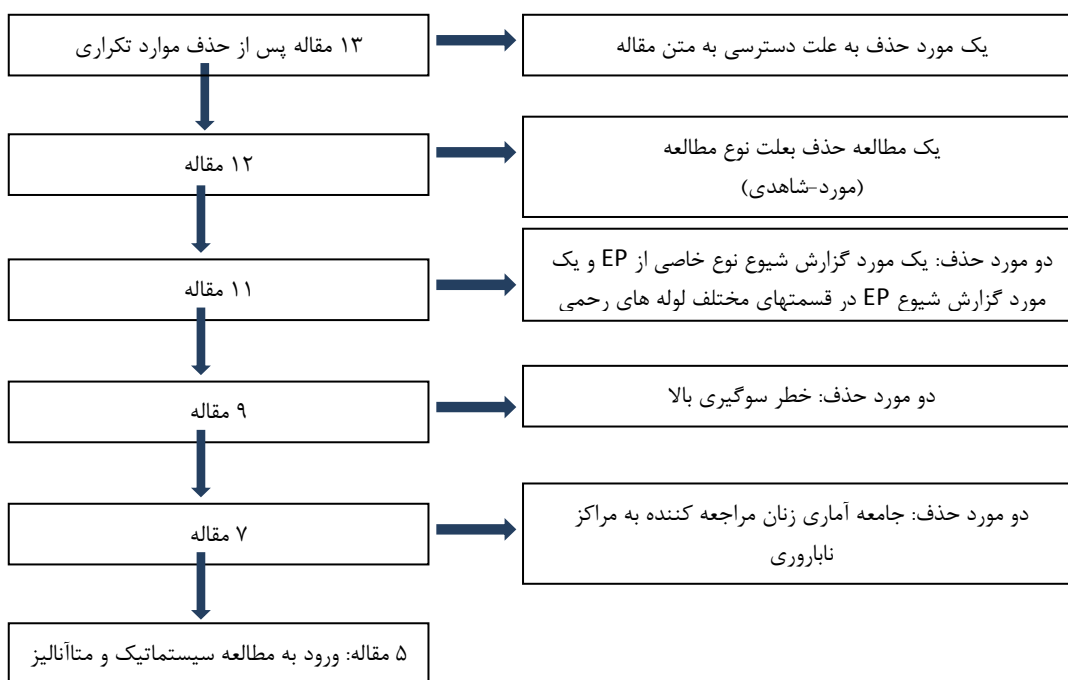 ۱۳ مقاله پس از حذف موارد تکراری
یک مورد حذف به علت دسترسی به متن مقاله
۱۲ مقاله
یک مطالعه حذف بعلت نوع مطالعه
(مورد-شاهدی)
۱۱ مقاله
دو مورد حذف: یک مورد گزارش شیوع نوع خاصی از EP و یک
مورد گزارش شیوع EP در قسمتهای مختلف لوله های رحمی
۹ مقاله
دو مورد حذف: خطر سوگیری بالا
۷ مقاله
دو مورد حذف: جامعه آماری زنان مراجعه کننده به مراکز
ناباروری
۵ مقاله: ورود به مطالعه سیستماتیک و متاآنالیز